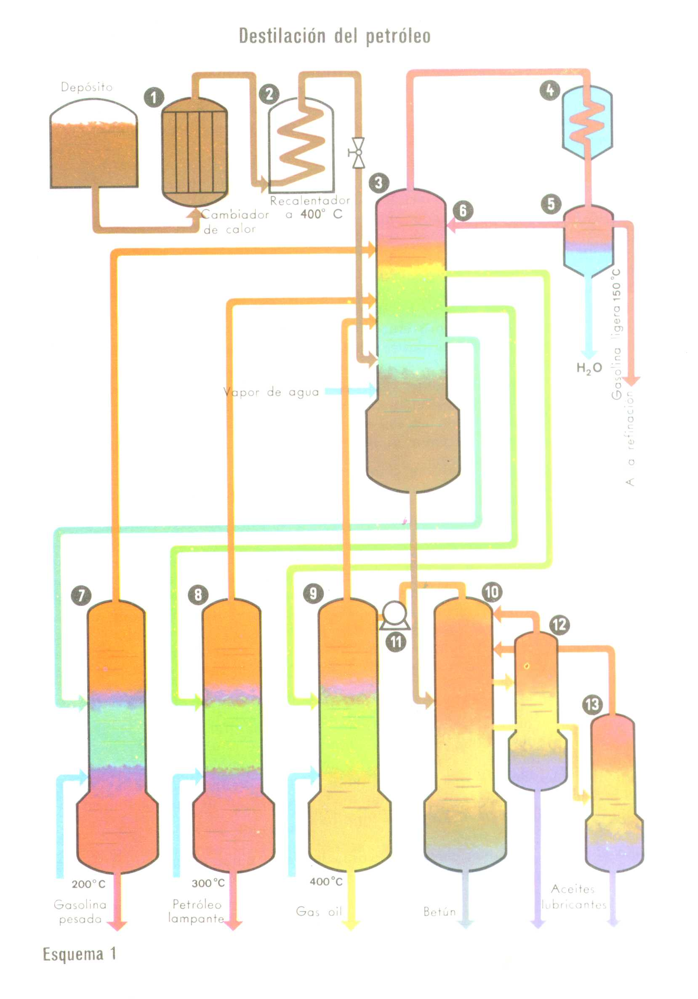 Destilación del petróleo
Depósito
1
2
3
4
5
6
Recalentador
a 400° C
Cambiador
de calor
Vapor de agua
H₂O
Gasolina ligera 150°C
A a refinación
7
8
9
10
11
12
13
200°C
Gasolina
pesada
300°C
Petróleo
lampante
400°C
Gas oil
Betún
Aceites
lubricantes
Esquema 1